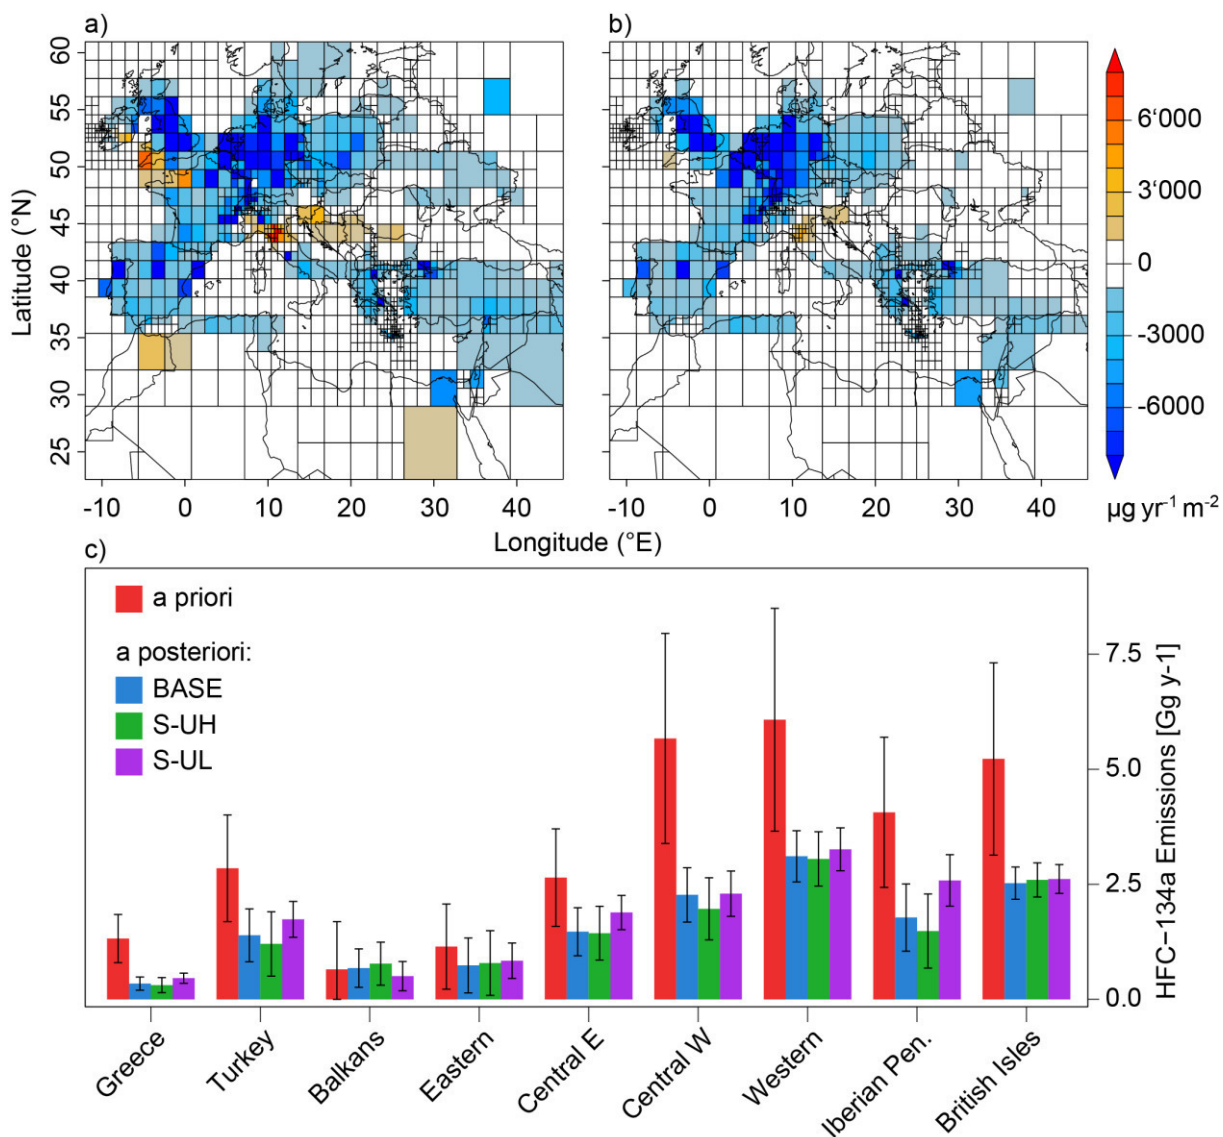 a)
b)
60
55
50
45
40
35
30
25
Latitude (°N)
6‘000
3‘000
0
-3000
-6000
µg yr-1 m-2
-10 0 10 20 30 40
-10 0 10 20 30 40
Longitude (°E)
c)
a priori
a posteriori:
BASE
S-UH
S-UL
7.5
5.0
2.5
0.0
HFC−134a Emissions [Gg y-1]
Greece
Turkey
Balkans
Eastern
Central E
Central W
Western
Iberian Pen.
British Isles